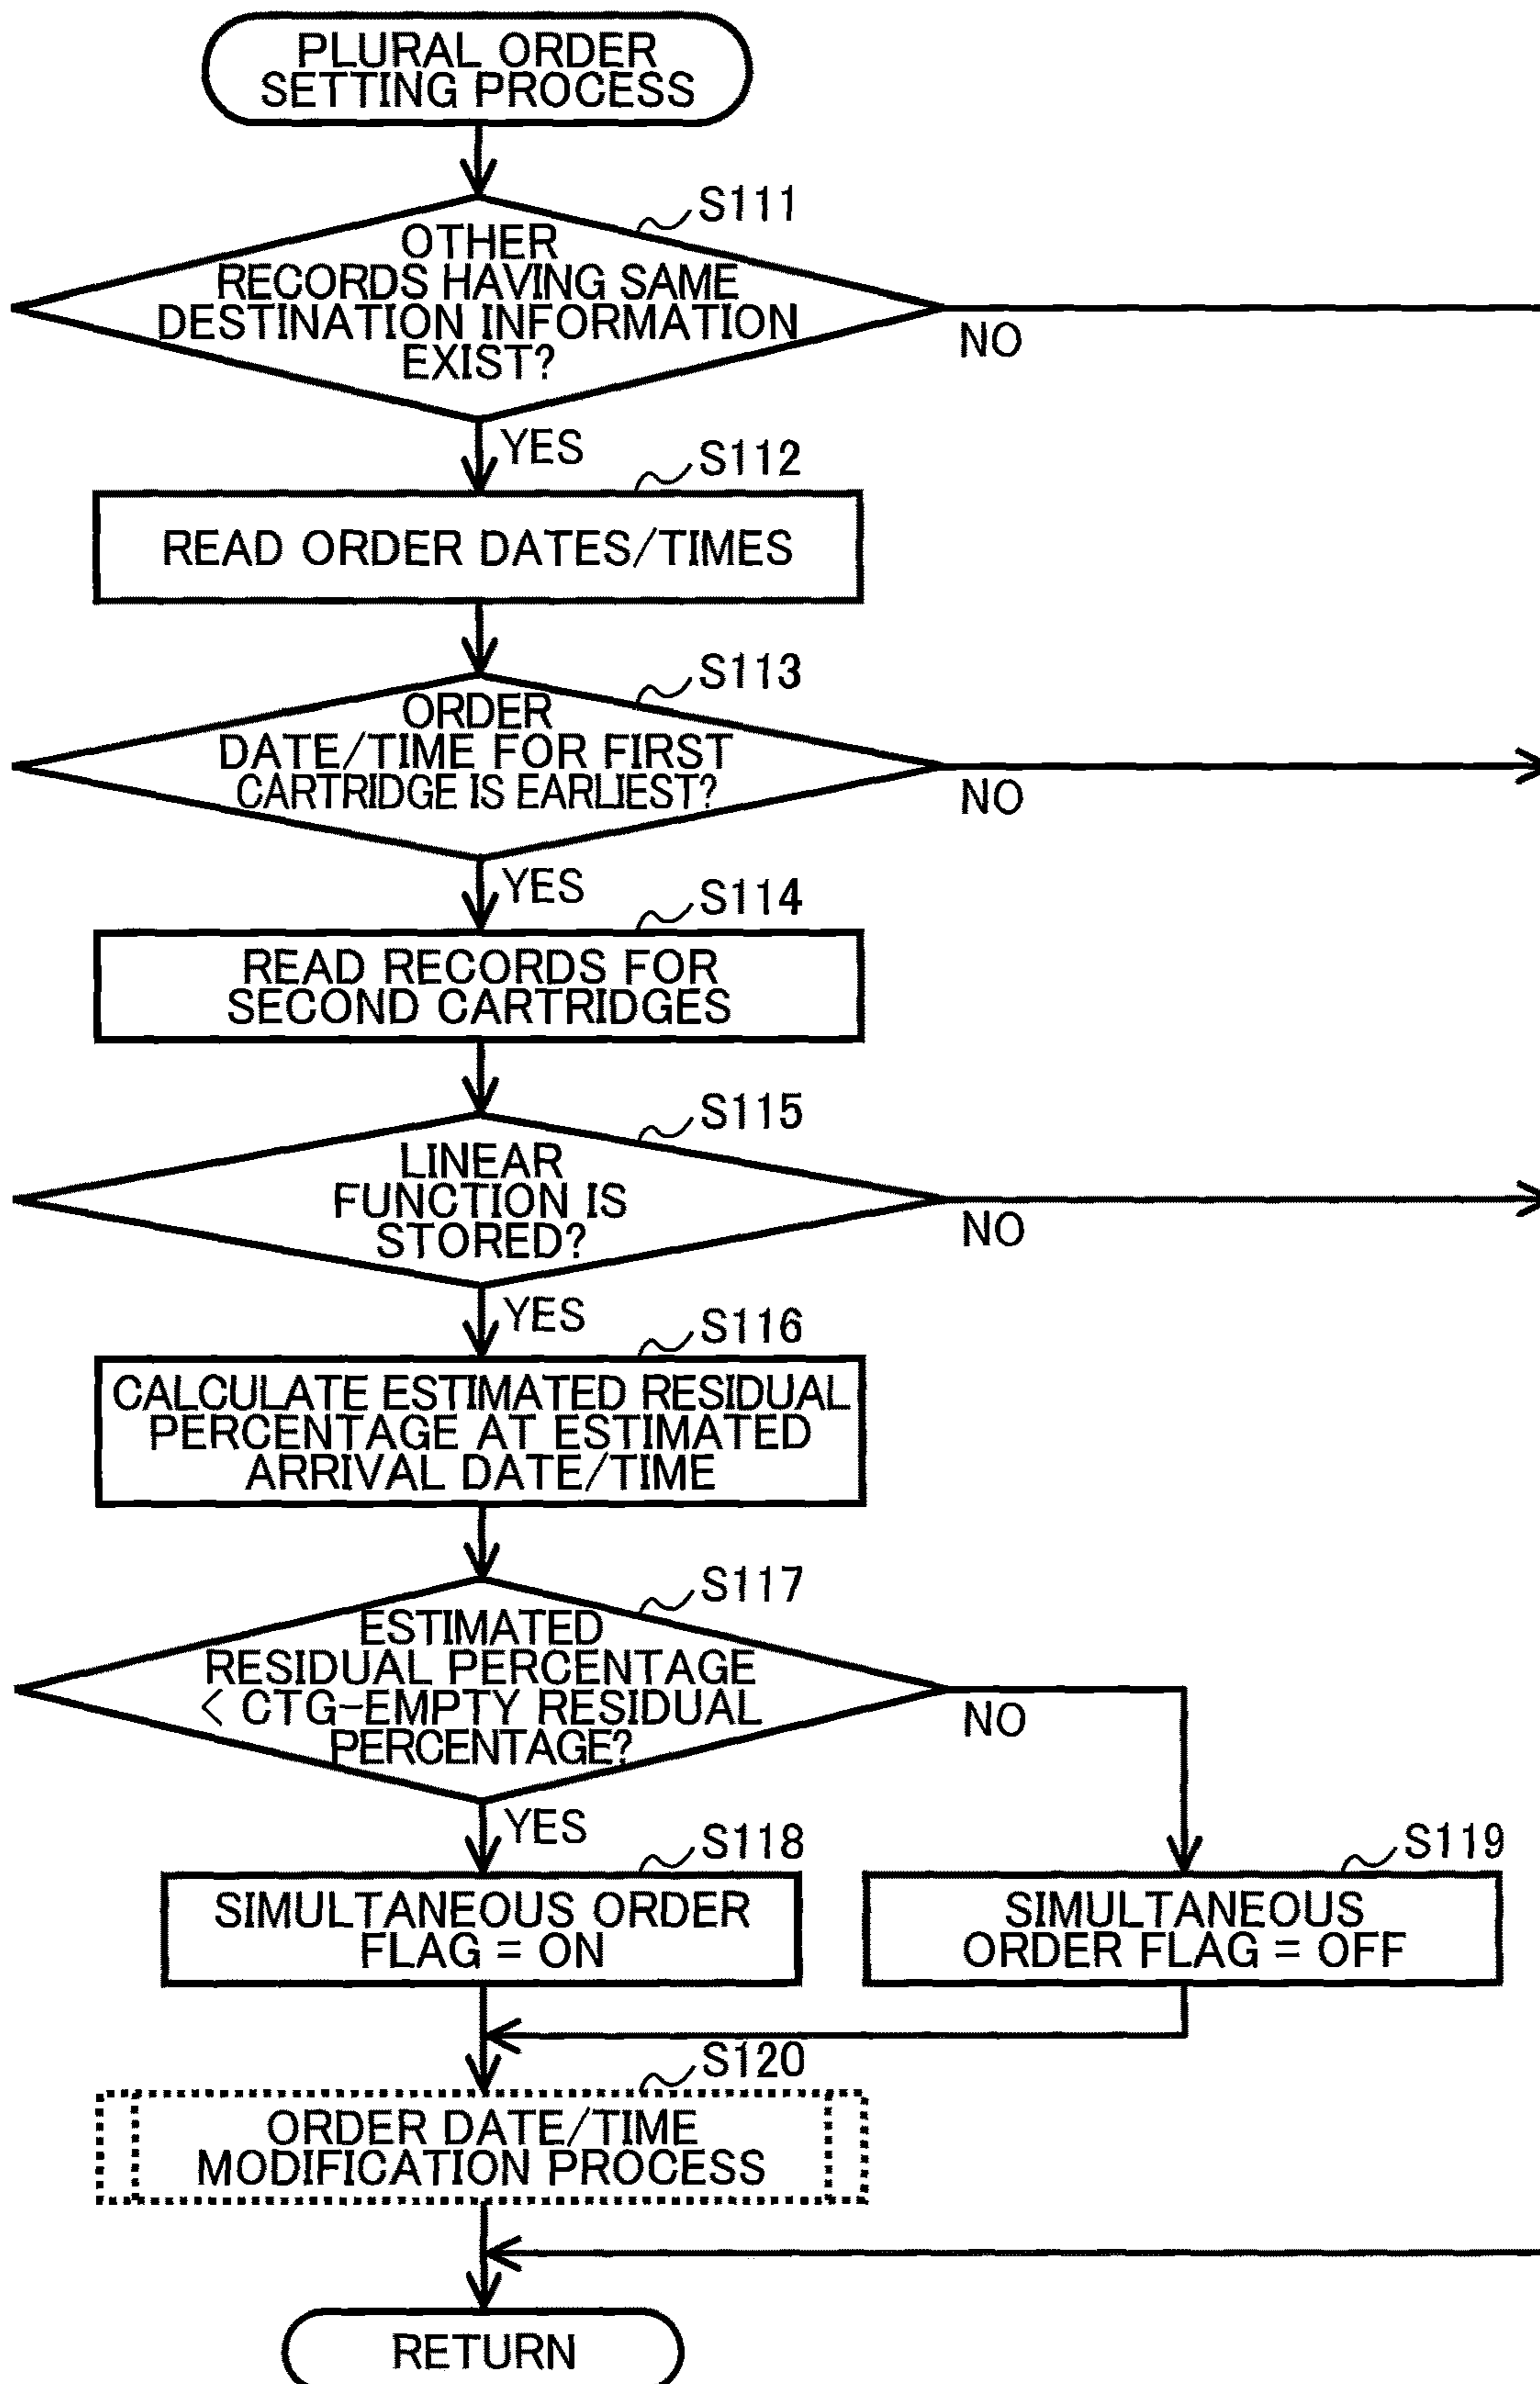 PLURAL ORDER
SETTING PROCESS
S111
OTHER
RECORDS HAVING SAME
DESTINATION INFORMATION
EXIST?
NO
YES
S112
READ ORDER DATES/TIMES
S113
ORDER
DATE/TIME FOR FIRST
CARTRIDGE IS EARLIEST?
NO
YES
S114
READ RECORDS FOR
SECOND CARTRIDGES
S115
LINEAR
FUNCTION IS
STORED?
NO
YES
S116
CALCULATE ESTIMATED RESIDUAL
PERCENTAGE AT ESTIMATED
ARRIVAL DATE/TIME
S117
ESTIMATED
RESIDUAL PERCENTAGE
< CTG-EMPTY RESIDUAL
PERCENTAGE?
NO
YES
S118
SIMULTANEOUS ORDER
FLAG = ON
S119
SIMULTANEOUS
ORDER FLAG = OFF
S120
ORDER DATE/TIME
MODIFICATION PROCESS
RETURN